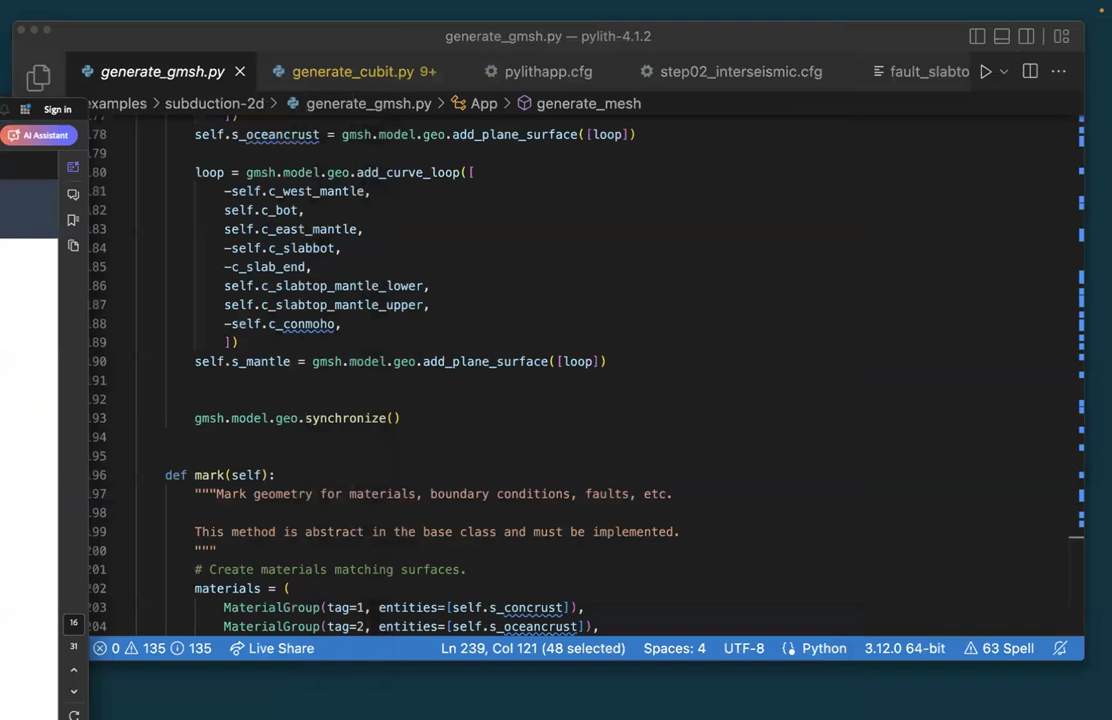 generate_gmsh.py — pylith-4.1.2
generate_gmsh.py
generate_cubit.py 9+
pylithapp.cfg
step02_interseismic.cfg
fault_slabto
Sign in
AI Assistant
examples > subduction-2d > generate_gmsh.py > App > generate_mesh
177 ])
178 self.s_oceancrust = gmsh.model.geo.add_plane_surface([loop])
179
180 loop = gmsh.model.geo.add_curve_loop([
181 -self.c_west_mantle,
182 self.c_bot,
183 self.c_east_mantle,
184 -self.c_slabbot,
185 -c_slab_end,
186 self.c_slabtop_mantle_lower,
187 self.c_slabtop_mantle_upper,
188 -self.c_conmoho,
189 ])
190 self.s_mantle = gmsh.model.geo.add_plane_surface([loop])
191
192
193 gmsh.model.geo.synchronize()
194
195
196 def mark(self):
197 """Mark geometry for materials, boundary conditions, faults, etc.
198
199 This method is abstract in the base class and must be implemented.
200 """
201 # Create materials matching surfaces.
202 materials = (
203 MaterialGroup(tag=1, entities=[self.s_concrust]),
204 MaterialGroup(tag=2, entities=[self.s_oceancrust]),
16
31
0 135 135 Live Share Ln 239, Col 121 (48 selected) Spaces: 4 UTF-8 Python 3.12.0 64-bit 63 Spell